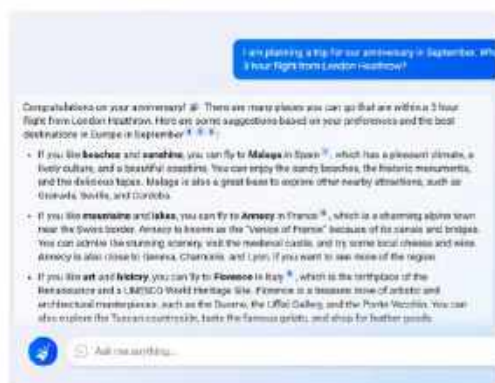 I am planning a trip for our anniversary in September. Wh
3 hour flight from London Heathrow?
Congratulations on your anniversary! There are many places you can go that are within a 3 hour
flight from London Heathrow. Here are some suggestions based on your preferences and the best
destinations in Europe in September
• If you like beaches and sunshine, you can fly to Malaga in Spain, which has a pleasant climate, a
lively culture, and a beautiful coastline. You can enjoy the sandy beaches, the historic monuments,
and the delicious tapas. Malaga is also a great base to explore other nearby attractions, such as
Granada, Seville, and Cordoba.
• If you like mountains and lakes, you can fly to Annecy in France, which is a charming alpine town
near the Swiss border. Annecy is known as the "Venice of France" because of its canals and bridges.
You can admire the stunning scenery, visit the medieval castle, and try some local cheese and wine.
Annecy is also close to Geneva, Chamonix, and Lyon, if you want to see more of the region.
• If you like art and history, you can fly to Florence in Italy, which is the birthplace of the
Renaissance and a UNESCO World Heritage Site. Florence is a treasure trove of artistic and
architectural masterpieces, such as the Duomo, the Uffizi Gallery, and the Ponte Vecchio. You can
also explore the Tuscan countryside, taste the famous gelato, and shop for leather goods.
Ask me anything...